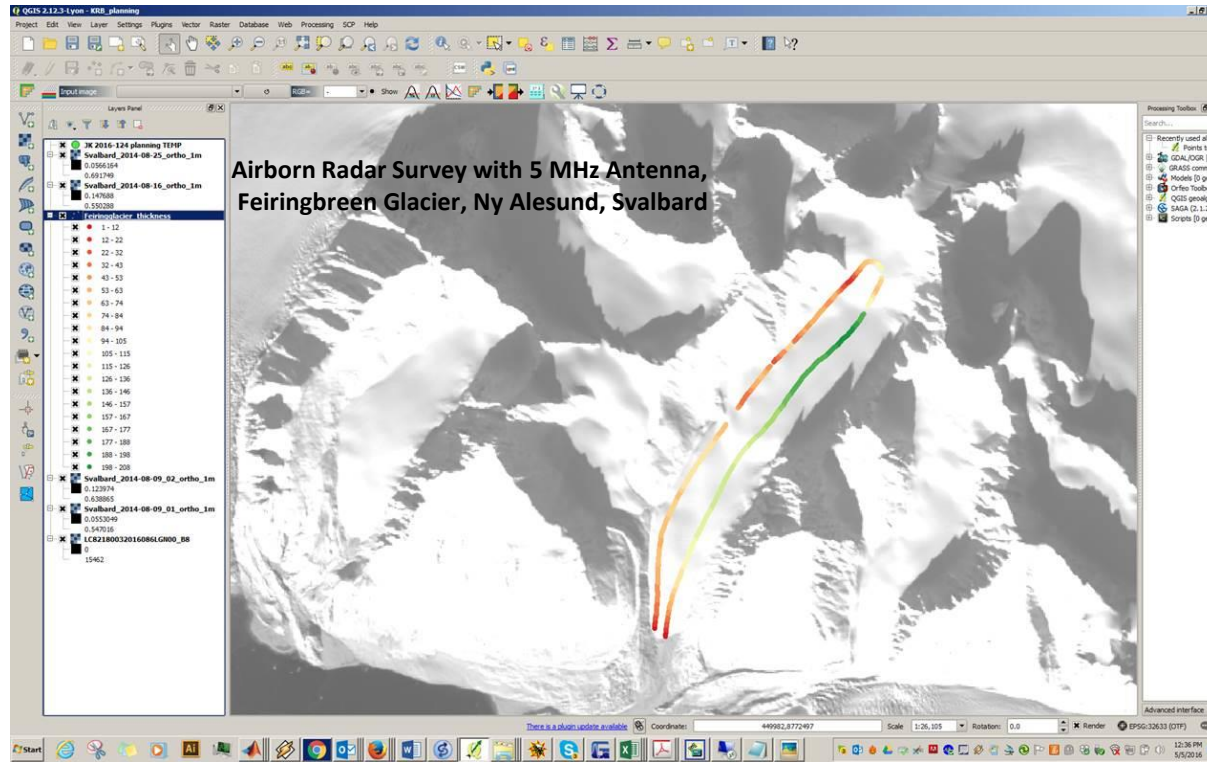 QGIS 2.12.3-Lyon - KRB_planning
Project Edit View Layer Settings Plugins Vector Raster Database Web Processing SCP Help
Input image RGB= - Show
Layers Panel
Processing Toolbox
Search...
JK 2016-124 planning TEMP
Svalbard_2014-08-25_ortho_1m
0.0566164
0.691749
Svalbard_2014-08-16_ortho_1m
0.147688
0.550288
Feiringglacier_thickness
1 - 12
12 - 22
22 - 32
32 - 43
43 - 53
53 - 63
63 - 74
74 - 84
84 - 94
94 - 105
105 - 115
115 - 126
126 - 136
136 - 146
146 - 157
157 - 167
167 - 177
177 - 188
188 - 198
198 - 208
Svalbard_2014-08-09_02_ortho_1m
0.123974
0.638865
Svalbard_2014-08-09_01_ortho_1m
0.0553049
0.547016
LC82180032016086LGN00_B8
0
15462
Airborn Radar Survey with 5 MHz Antenna,
Feiringbreen Glacier, Ny Alesund, Svalbard
Recently used al
Points t
GDAL/OGR [
GRASS comm
Models [0 g
Orfeo Toolb
QGIS geoalg
SAGA (2.1.2
Scripts [0 ge
Advanced interface
There is a plugin update available Coordinate: 449982,8772497 Scale 1:26,105 Rotation: 0.0 Render EPSG:32633 (OTF)
Start
12:36 PM
5/5/2016